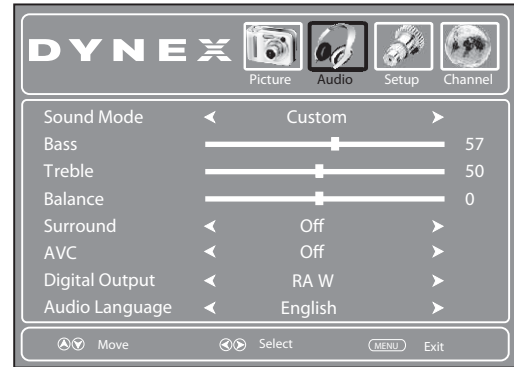 DYNEX
Picture Audio Setup Channel
Sound Mode Custom
Bass 57
Treble 50
Balance 0
Surround Off
AVC Off
Digital Output RA W
Audio Language English
Move Select MENU Exit